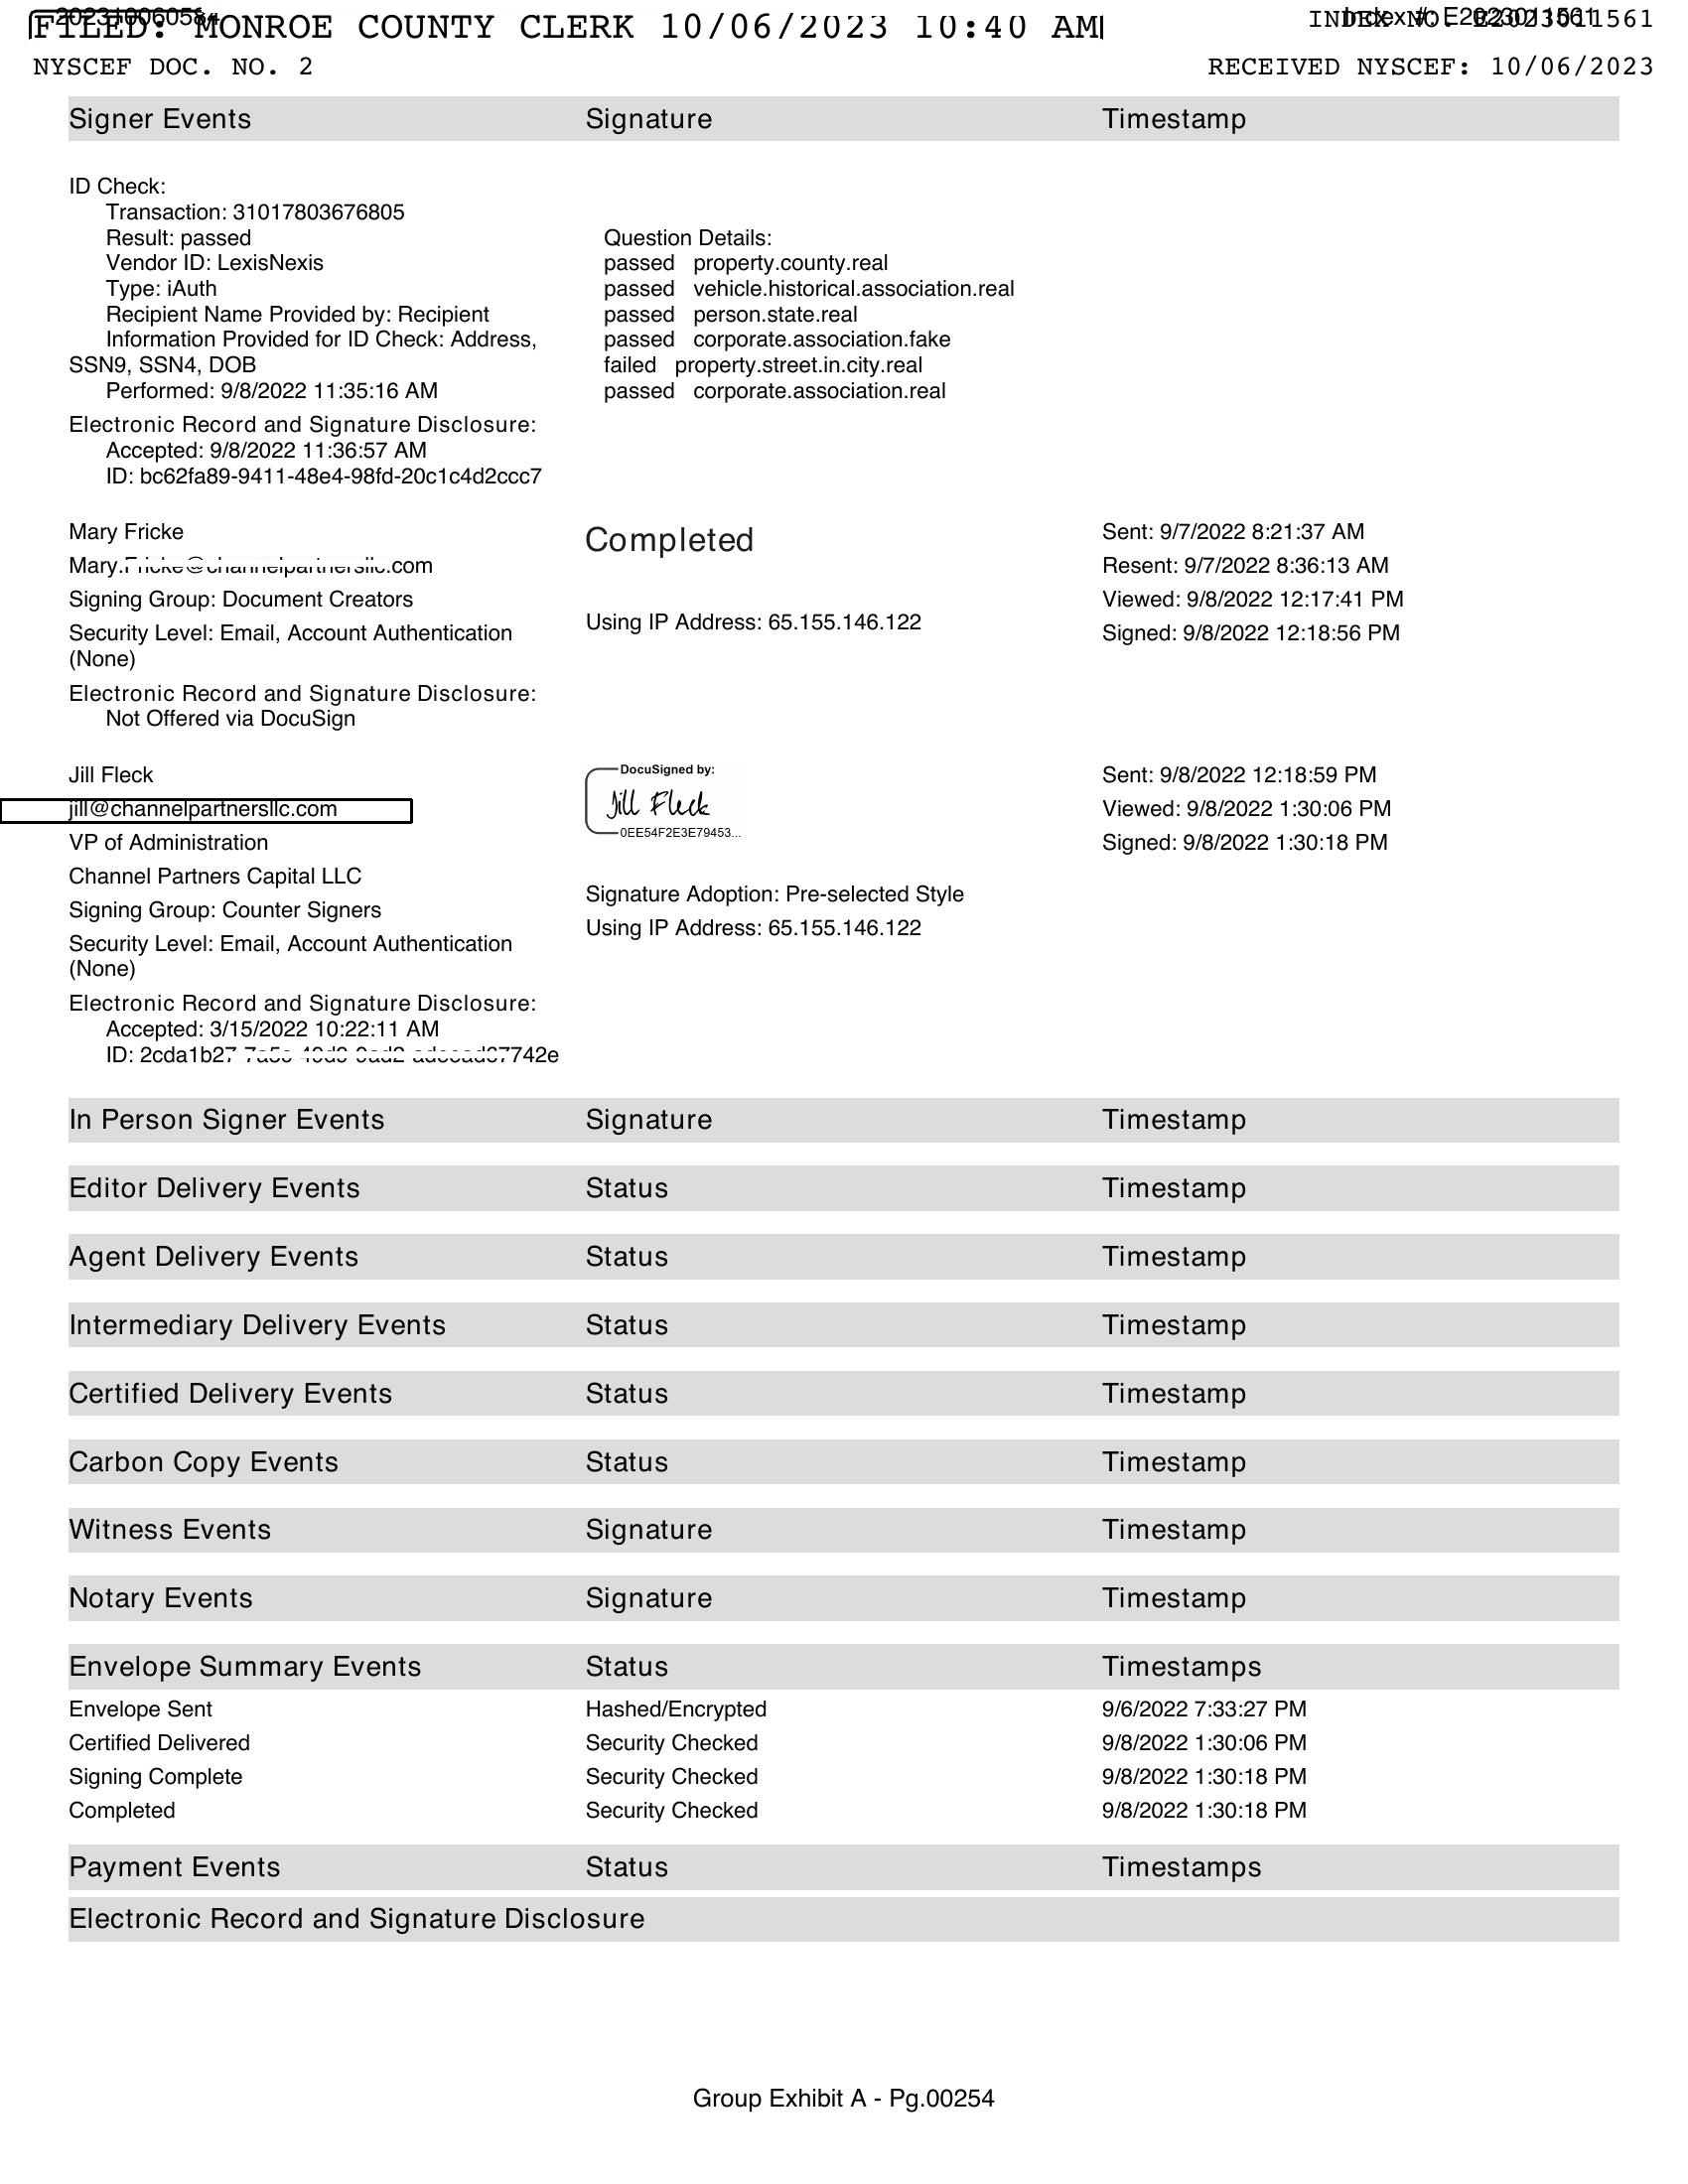 202310060584
Index #: E2023011561
FILED: MONROE COUNTY CLERK 10/06/2023 10:40 AM
INDEX NO. E2023011561
NYSCEF DOC. NO. 2
RECEIVED NYSCEF: 10/06/2023
Signer Events Signature Timestamp
ID Check:
Transaction: 31017803676805
Result: passed Question Details:
Vendor ID: LexisNexis passed property.county.real
Type: iAuth passed vehicle.historical.association.real
Recipient Name Provided by: Recipient passed person.state.real
Information Provided for ID Check: Address, passed corporate.association.fake
SSN9, SSN4, DOB failed property.street.in.city.real
Performed: 9/8/2022 11:35:16 AM passed corporate.association.real
Electronic Record and Signature Disclosure:
Accepted: 9/8/2022 11:36:57 AM
ID: bc62fa89-9411-48e4-98fd-20c1c4d2ccc7
Mary Fricke Completed Sent: 9/7/2022 8:21:37 AM
Mary.Fricke@channelpartnersllc.com Resent: 9/7/2022 8:36:13 AM
Signing Group: Document Creators Using IP Address: 65.155.146.122 Viewed: 9/8/2022 12:17:41 PM
Security Level: Email, Account Authentication Signed: 9/8/2022 12:18:56 PM
(None)
Electronic Record and Signature Disclosure:
Not Offered via DocuSign
Jill Fleck DocuSigned by: Sent: 9/8/2022 12:18:59 PM
jill@channelpartnersllc.com Jill Fleck Viewed: 9/8/2022 1:30:06 PM
VP of Administration 0EE54F2E3E79453... Signed: 9/8/2022 1:30:18 PM
Channel Partners Capital LLC
Signing Group: Counter Signers Signature Adoption: Pre-selected Style
Security Level: Email, Account Authentication Using IP Address: 65.155.146.122
(None)
Electronic Record and Signature Disclosure:
Accepted: 3/15/2022 10:22:11 AM
ID:
In Person Signer Events Signature Timestamp
Editor Delivery Events Status Timestamp
Agent Delivery Events Status Timestamp
Intermediary Delivery Events Status Timestamp
Certified Delivery Events Status Timestamp
Carbon Copy Events Status Timestamp
Witness Events Signature Timestamp
Notary Events Signature Timestamp
Envelope Summary Events Status Timestamps
Envelope Sent Hashed/Encrypted 9/6/2022 7:33:27 PM
Certified Delivered Security Checked 9/8/2022 1:30:06 PM
Signing Complete Security Checked 9/8/2022 1:30:18 PM
Completed Security Checked 9/8/2022 1:30:18 PM
Payment Events Status Timestamps
Electronic Record and Signature Disclosure
Group Exhibit A - Pg.00254